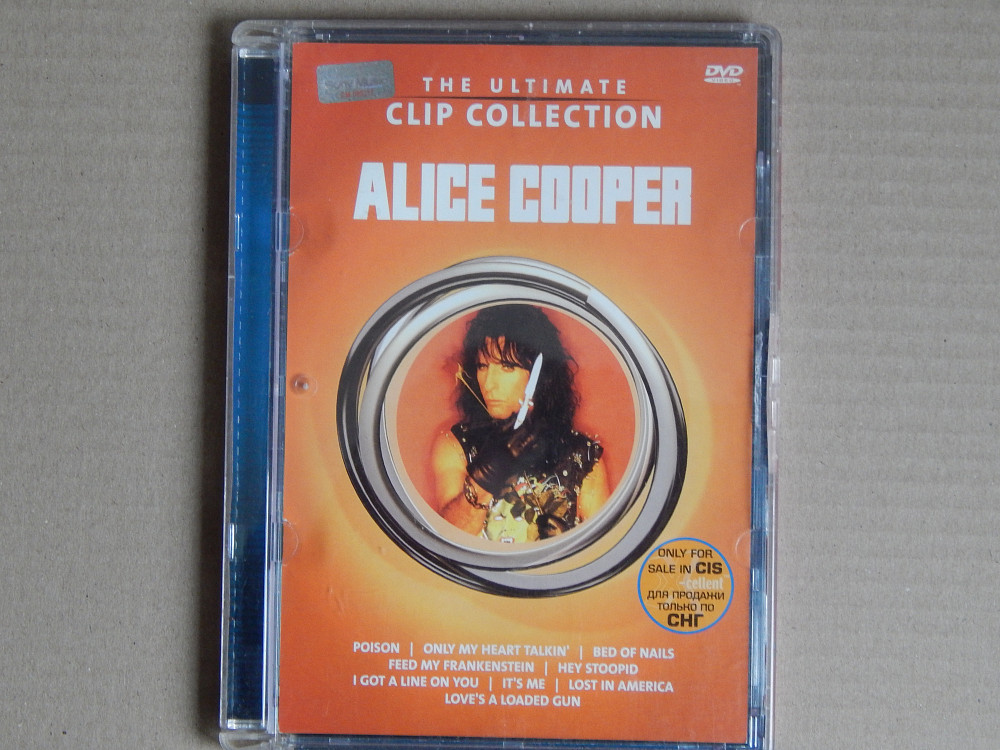 THE ULTIMATE
CLIP COLLECTION
DVD
VIDEO
ALICE COOPER
ONLY FOR
SALE IN CIS
-cellent
ДЛЯ ПРОДАЖИ
ТОЛЬКО ПО
СНГ
POISON | ONLY MY HEART TALKIN' | BED OF NAILS
FEED MY FRANKENSTEIN | HEY STOOPID
I GOT A LINE ON YOU | IT'S ME | LOST IN AMERICA
LOVE'S A LOADED GUN